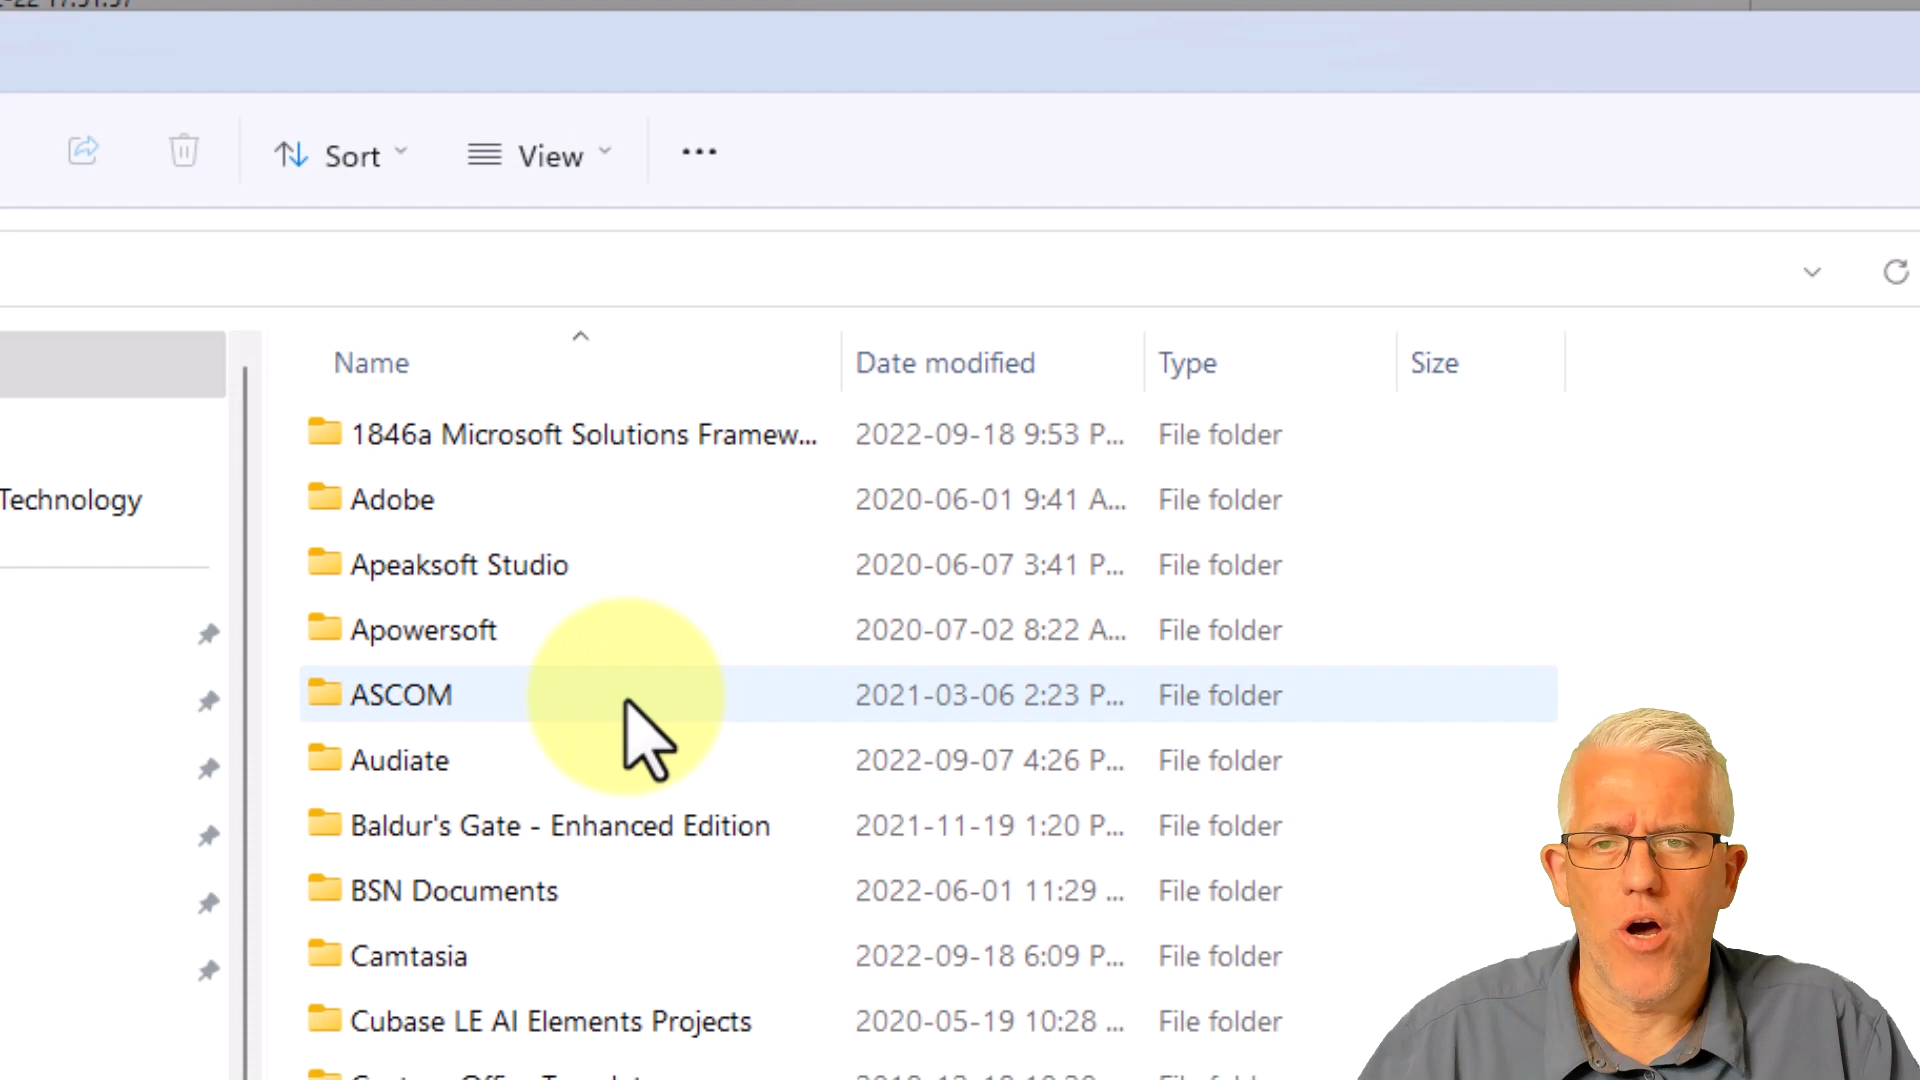 Sort View ...
Name Date modified Type Size
1846a Microsoft Solutions Framew... 2022-09-18 9:53 P... File folder
Technology
Adobe 2020-06-01 9:41 A... File folder
Apeaksoft Studio 2020-06-07 3:41 P... File folder
Apowersoft 2020-07-02 8:22 A... File folder
ASCOM 2021-03-06 2:23 P... File folder
Audiate 2022-09-07 4:26 P... File folder
Baldur's Gate - Enhanced Edition 2021-11-19 1:20 P... File folder
BSN Documents 2022-06-01 11:29 ... File folder
Camtasia 2022-09-18 6:09 P... File folder
Cubase LE AI Elements Projects 2020-05-19 10:28 ... File folder